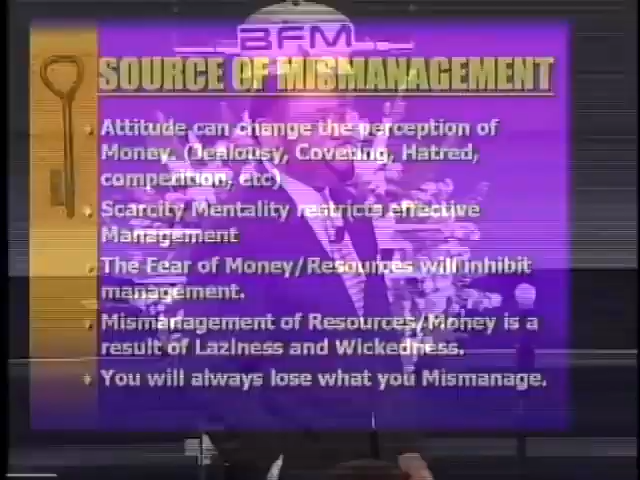 BFM
SOURCE OF MISMANAGEMENT
Attitude can change the perception of
Money. (Jealousy, Coveting, Hatred,
competition, etc)
Scarcity Mentality restricts effective
Management
The Fear of Money/Resources will inhibit
management.
Mismanagement of Resources/Money is a
result of Laziness and Wickedness.
You will always lose what you Mismanage.